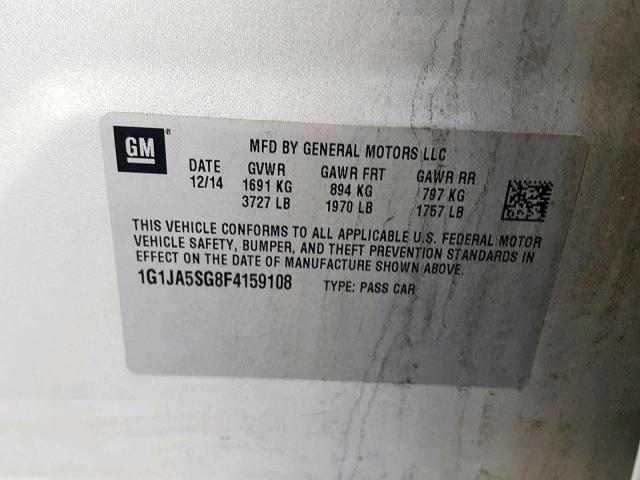 GM
MFD BY GENERAL MOTORS LLC
DATE GVWR GAWR FRT GAWR RR
12/14 1691 KG 894 KG 797 KG
3727 LB 1970 LB 1757 LB
THIS VEHICLE CONFORMS TO ALL APPLICABLE U.S. FEDERAL MOTOR
VEHICLE SAFETY, BUMPER, AND THEFT PREVENTION STANDARDS IN
EFFECT ON THE DATE OF MANUFACTURE SHOWN ABOVE.
1G1JA5SG8F4159108 TYPE: PASS CAR